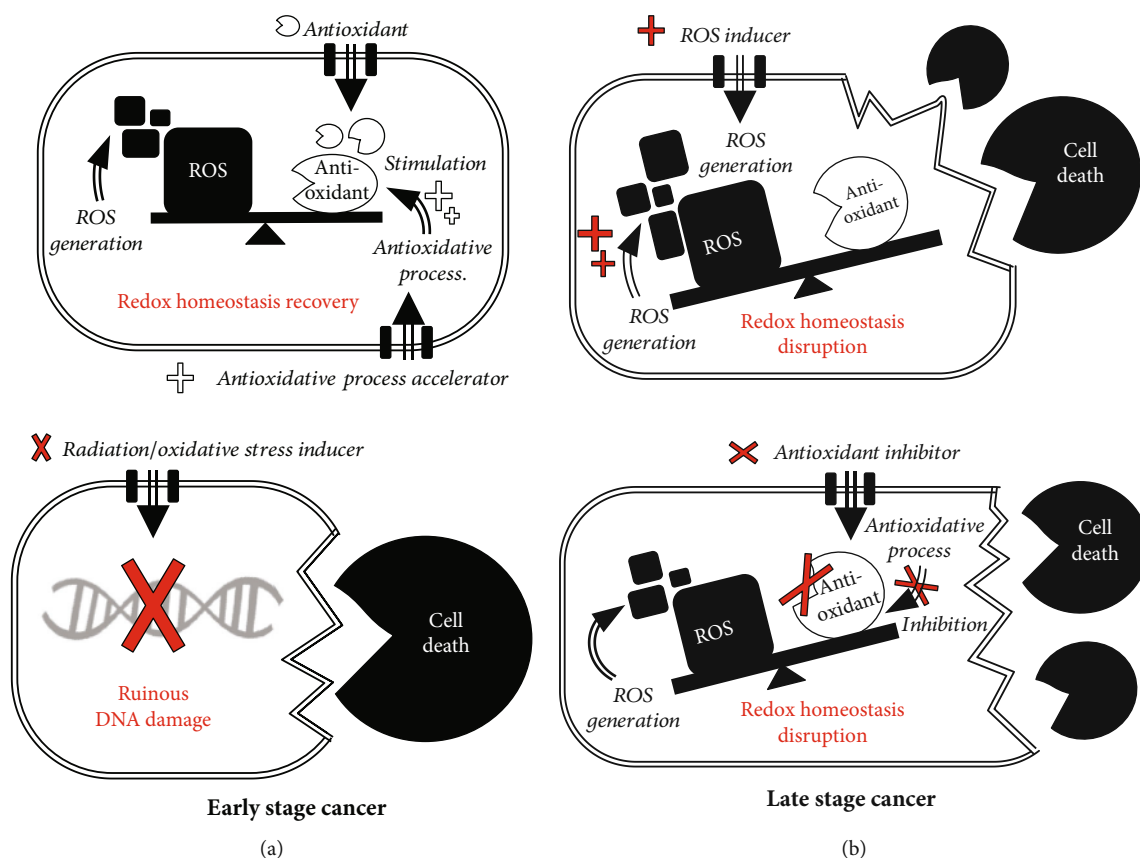 Antioxidant
ROS
Anti-
oxidant
Stimulation
ROS
generation
Antioxidative
process.
Redox homeostasis recovery
Antioxidative process accelerator
Radiation/oxidative stress inducer
Ruinous
DNA damage
Cell
death
Early stage cancer
(a)
ROS inducer
ROS
generation
Cell
death
Anti-
oxidant
ROS
ROS
generation
Redox homeostasis
disruption
Antioxidant inhibitor
Antioxidative
process
Cell
death
Anti-
oxidant
ROS
Inhibition
ROS
generation
Redox homeostasis
disruption
Late stage cancer
(b)